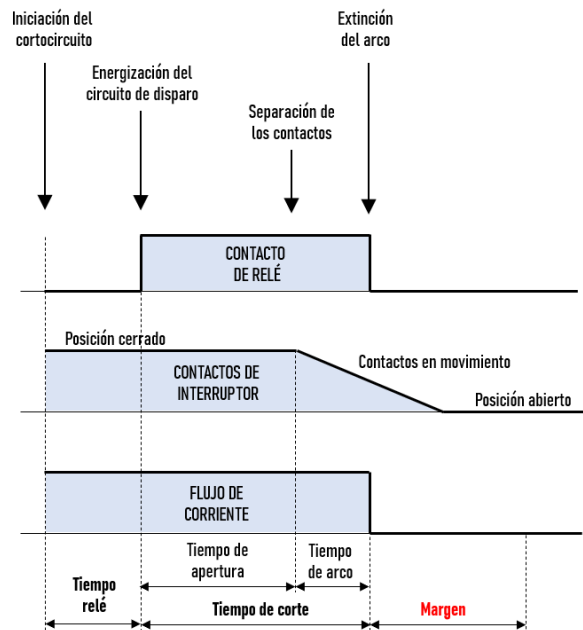 Iniciación del
cortocircuito
Extinción
del arco
Energización del
circuito de disparo
Separación de
los contactos
CONTACTO
DE RELÉ
Posición cerrado
Contactos en movimiento
CONTACTOS DE
INTERRUPTOR
Posición abierto
FLUJO DE
CORRIENTE
Tiempo de
apertura
Tiempo
de arco
Tiempo
relé
Tiempo de corte
Margen